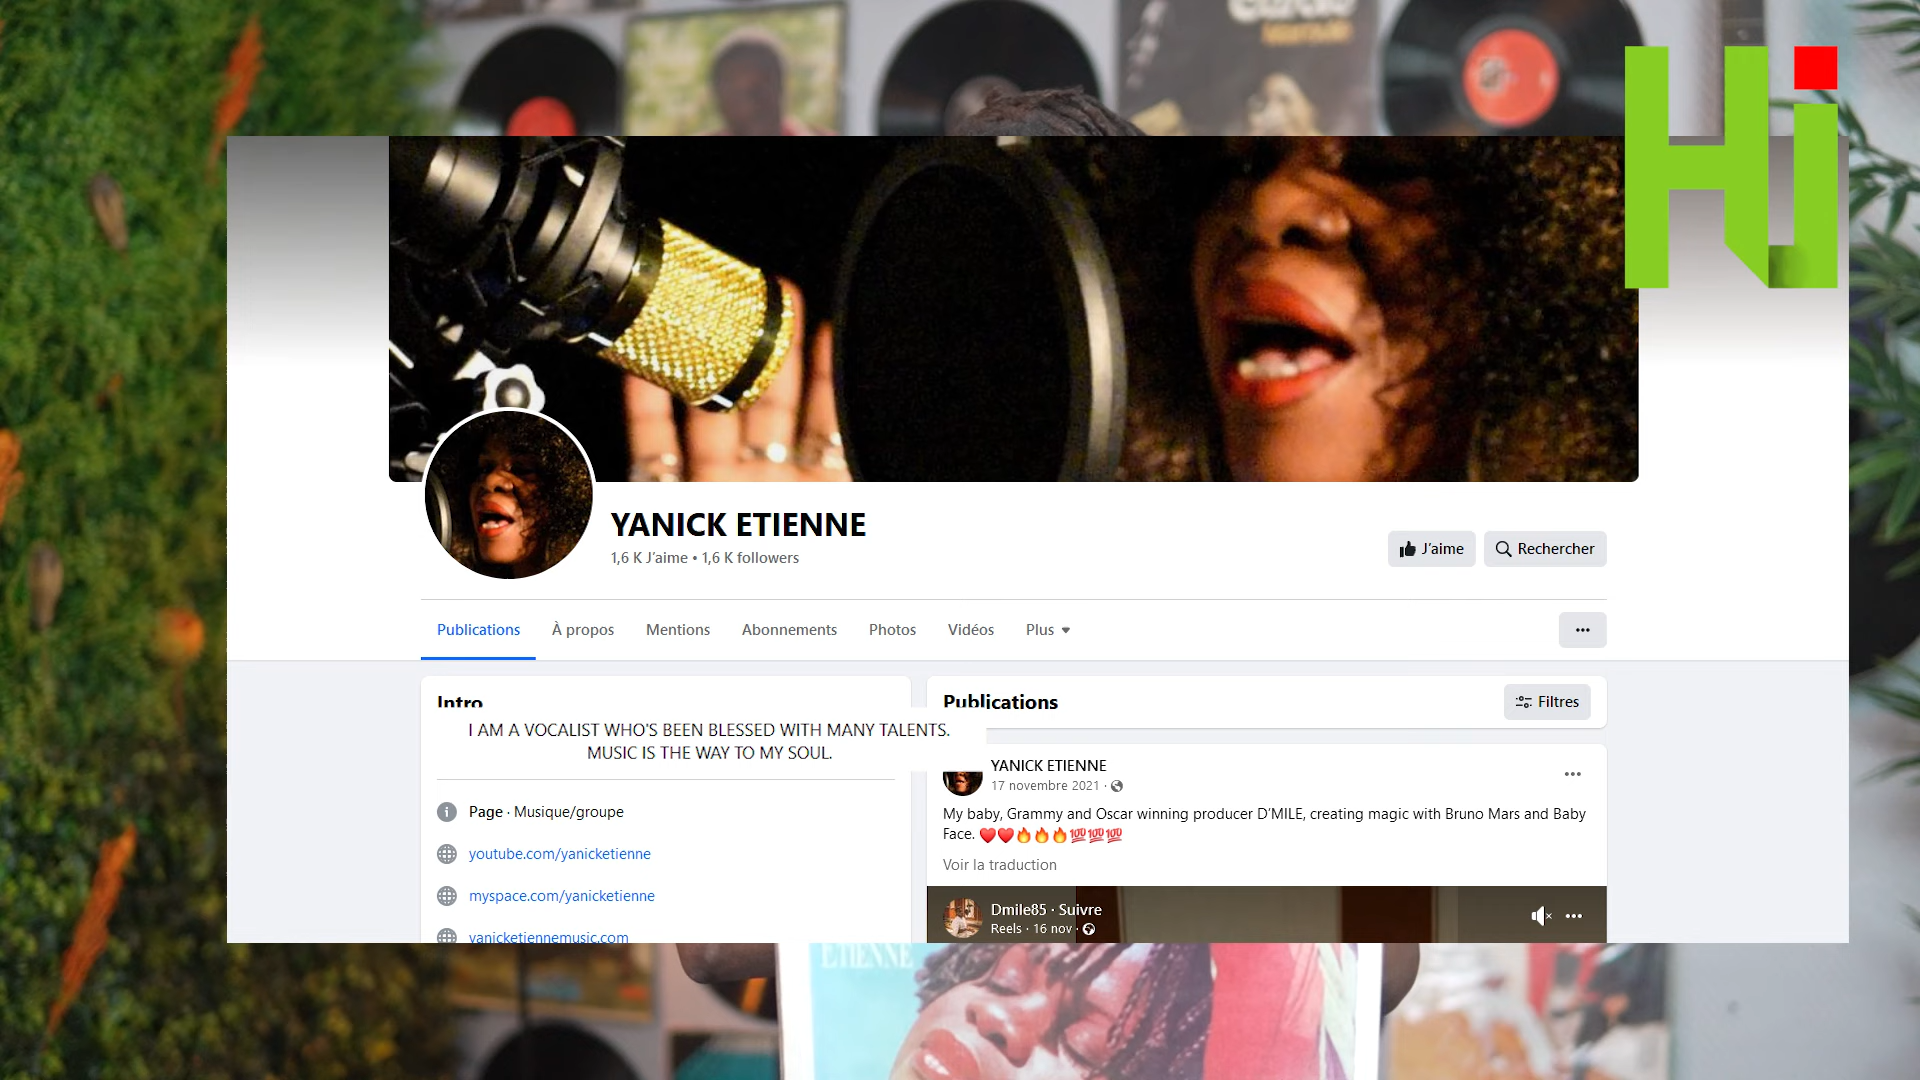 Hi
YANICK ETIENNE
1,6 K J'aime • 1,6 K followers
J'aime
Rechercher
Publications
À propos
Mentions
Abonnements
Photos
Vidéos
Plus
Intro
I AM A VOCALIST WHO'S BEEN BLESSED WITH MANY TALENTS.
MUSIC IS THE WAY TO MY SOUL.
Page · Musique/groupe
youtube.com/yanicketienne
myspace.com/yanicketienne
yanicketiennemusic.com
Publications
Filtres
YANICK ETIENNE
17 novembre 2021 ·
My baby, Grammy and Oscar winning producer D'MILE, creating magic with Bruno Mars and Baby
Face. ❤️❤️🔥🔥🔥💯💯💯
Voir la traduction
Dmile85 · Suivre
Reels · 16 nov ·
ETIENNE